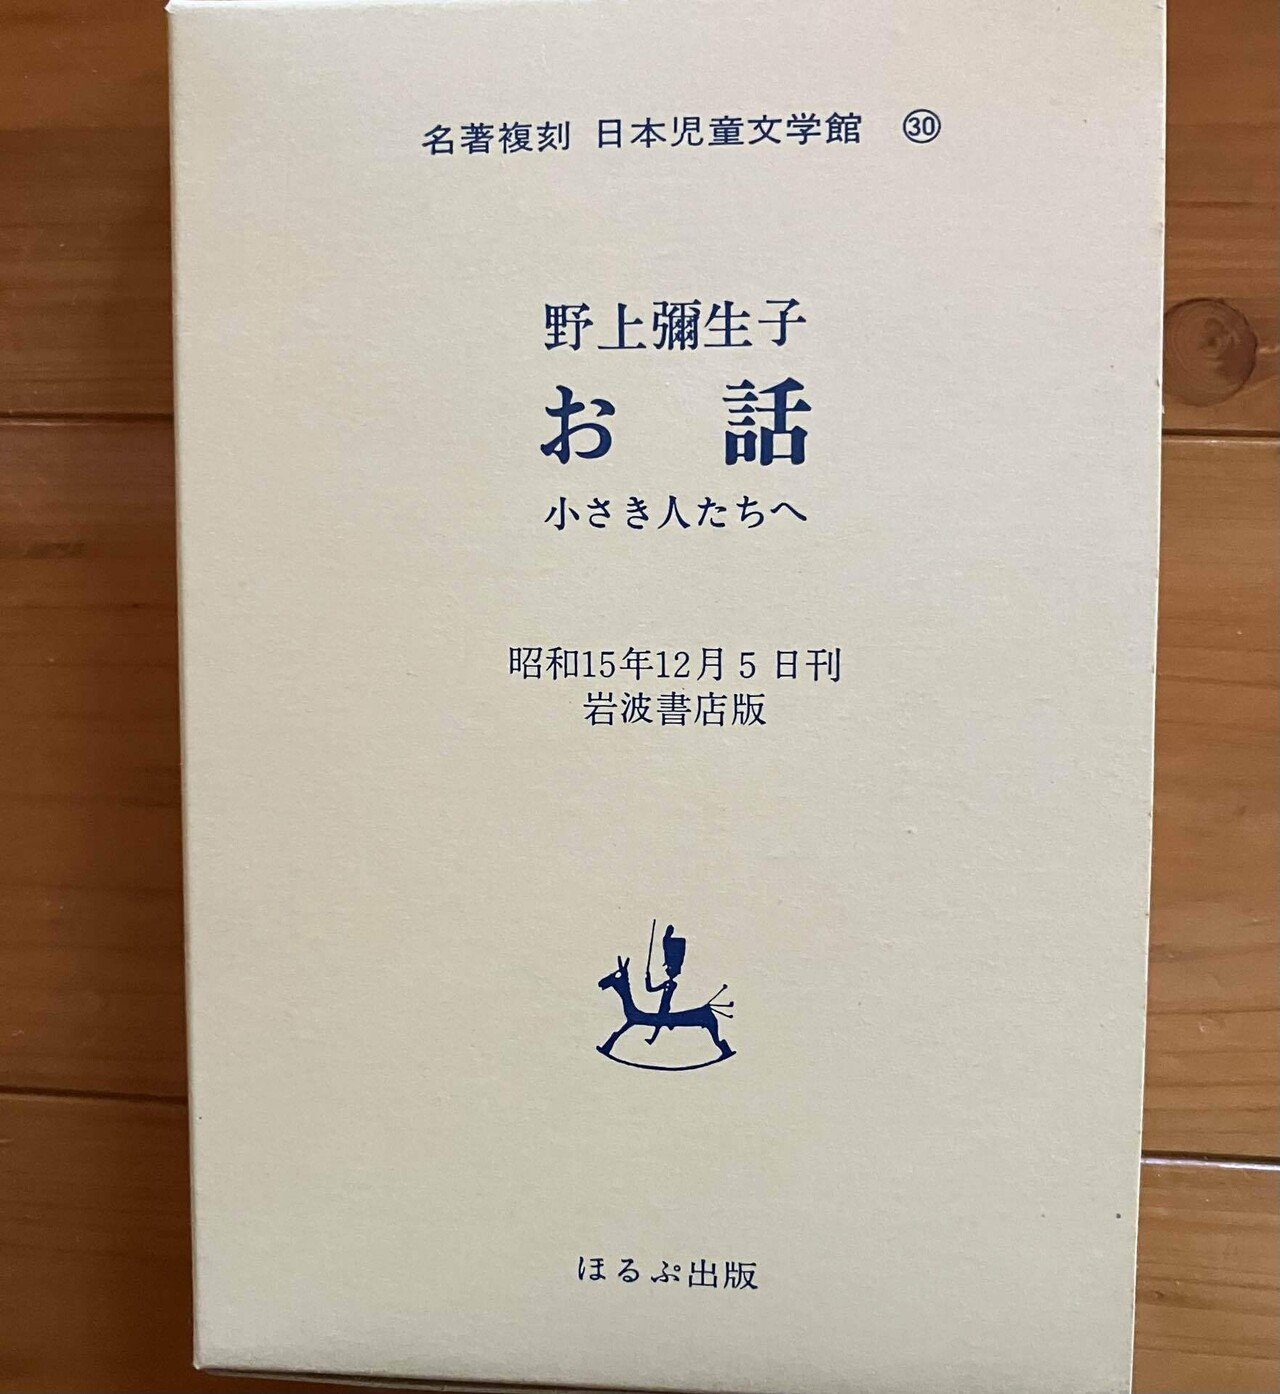 名著複刻 日本児童文学館 ㉚
野上彌生子
お話
小さき人たちへ
昭和15年12月5日刊
岩波書店版
ほるぷ出版